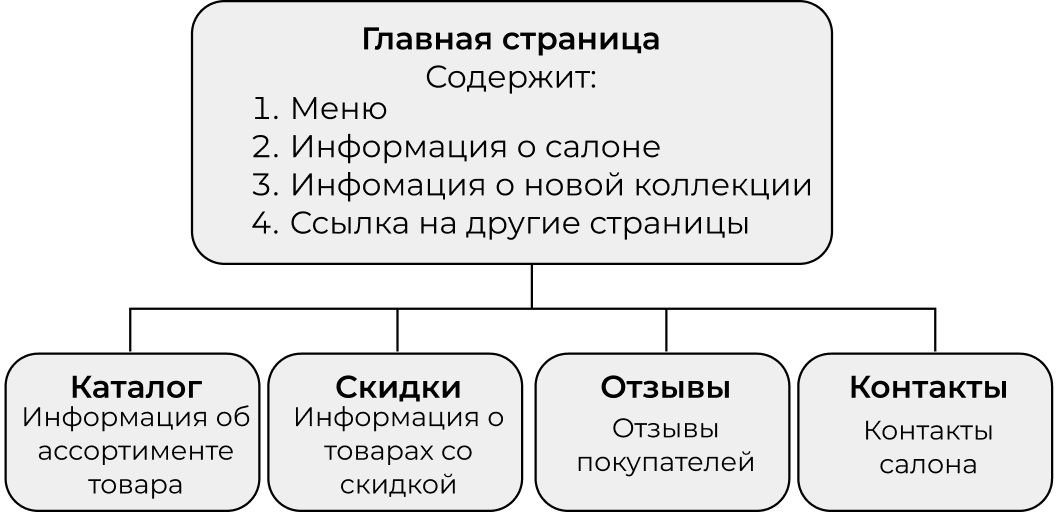 Главная страница
Содержит:
1. Меню
2. Информация о салоне
3. Инфомация о новой коллекции
4. Ссылка на другие страницы
Каталог
Информация об
ассортименте
товара
Скидки
Информация о
товарах со
скидкой
Отзывы
Отзывы
покупателей
Контакты
Контакты
салона